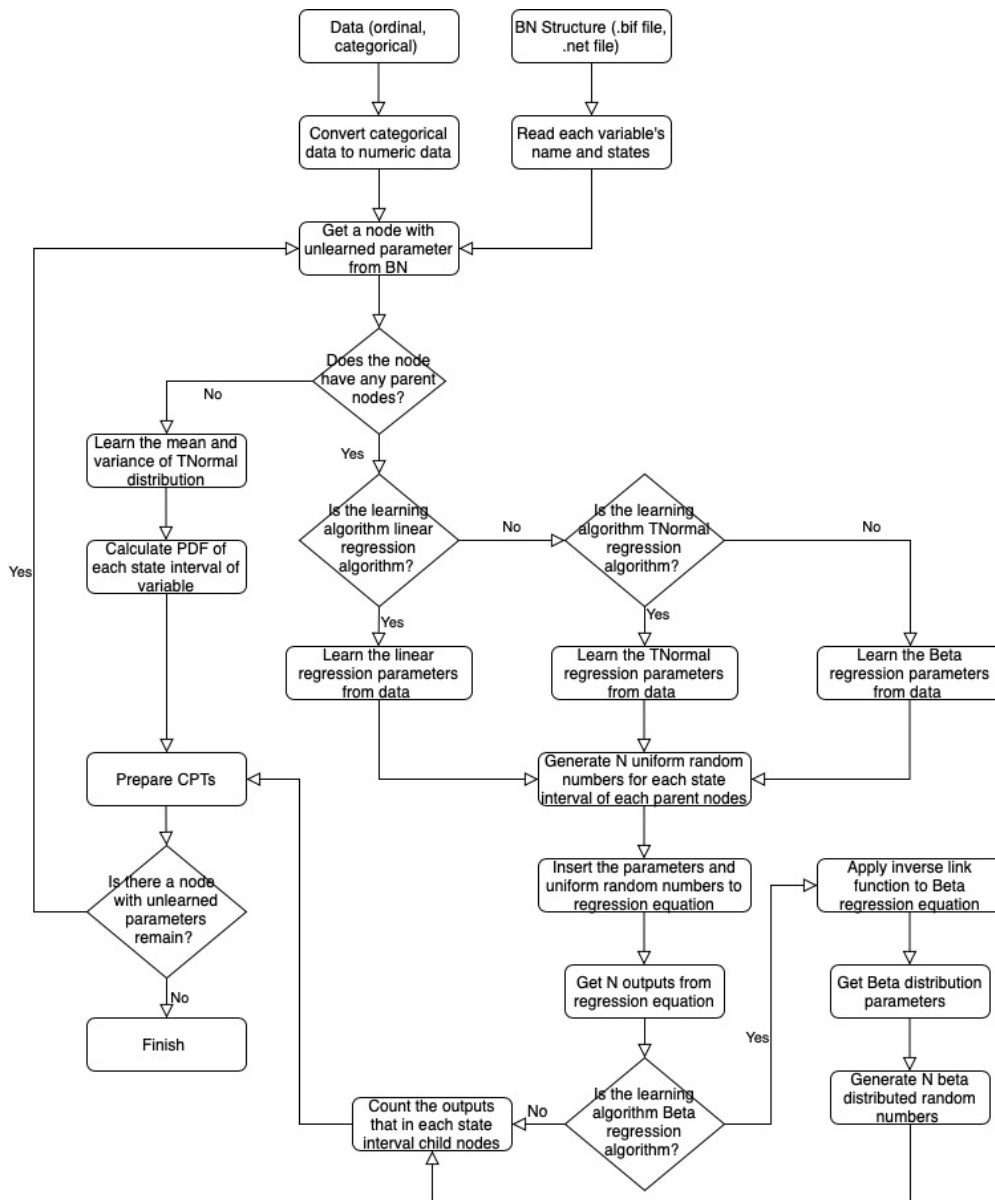 Data (ordinal,
categorical)
BN Structure (.bif file,
.net file)
Convert categorical
data to numeric data
Read each variable's
name and states
Get a node with
unlearned parameter
from BN
Does the node
have any parent
nodes?
No
Yes
Learn the mean and
variance of TNormal
distribution
Is the learning
algorithm linear
regression
algorithm?
No
Is the learning
algorithm TNormal
regression
algorithm?
No
Calculate PDF of
each state interval of
variable
Yes
Yes
Yes
Learn the linear
regression parameters
from data
Learn the TNormal
regression parameters
from data
Learn the Beta
regression parameters
from data
Prepare CPTs
Generate N uniform random
numbers for each state
interval of each parent nodes
Is there a node
with unlearned
parameters
remain?
Insert the parameters and
uniform random numbers to
regression equation
Apply inverse link
function to Beta
regression equation
Get N outputs from
regression equation
Get Beta distribution
parameters
No
Finish
Yes
Is the learning
algorithm Beta
regression
algorithm?
No
Count the outputs
that in each state
interval child nodes
Generate N beta
distributed random
numbers